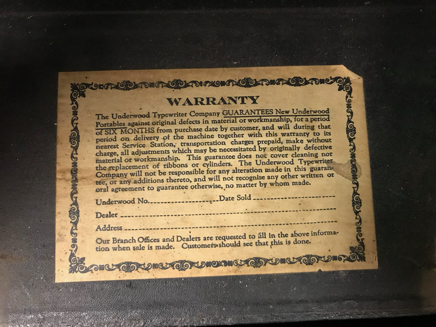 WARRANTY
The Underwood Typewriter Company GUARANTEES New Underwood
Portables against original defects in material or workmanship, for a period
of SIX MONTHS from purchase date by customer, and will during that
period on delivery of the machine together with this warranty to its
nearest Service Station, transportation charges prepaid, make without
charge, all adjustments which may be necessitated by originally defective
material or workmanship. This guarantee does not cover cleaning nor
the replacement of ribbons or cylinders. The Underwood Typewriter
Company will not be responsible for any alteration made in this guaran-
tee, or any additions thereto, and will not recognise any other written or
oral agreement to guarantee otherwise, no matter by whom made.
Underwood No. Date Sold
Dealer
Address
Our Branch Offices and Dealers are requested to fill in the above informa-
tion when sale is made. Customer should see that this is done.